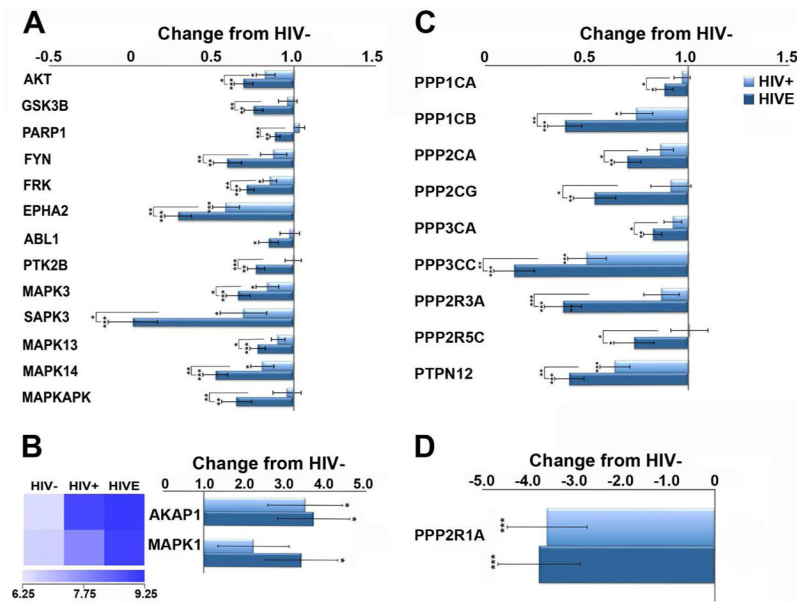 A
Change from HIV-
-0.5 0 0.5 1.0 1.5
AKT
GSK3B
PARP1
FYN
FRK
EPHA2
ABL1
PTK2B
MAPK3
SAPK3
MAPK13
MAPK14
MAPKAPK
C
Change from HIV-
0 0.5 1.0 1.5
HIV+
HIVE
PPP1CA
PPP1CB
PPP2CA
PPP2CG
PPP3CA
PPP3CC
PPP2R3A
PPP2R5C
PTPN12
B
Change from HIV-
HIV- HIV+ HIVE
1.0 2.0 3.0 4.0 5.0
AKAP1
MAPK1
6.25 7.75 9.25
D
Change from HIV-
-5.0 -4.0 -3.0 -2.0 -1.0 0
PPP2R1A